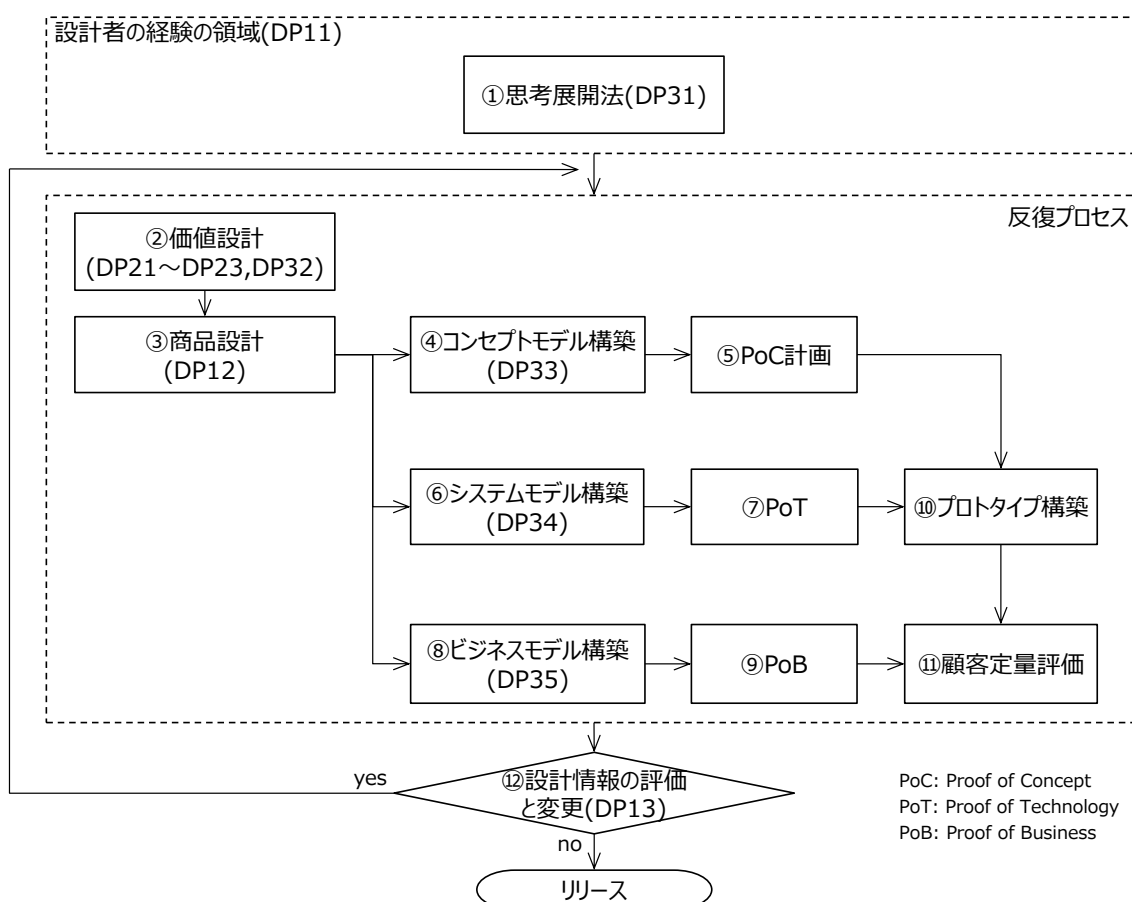 設計者の経験の領域(DP11)
①思考展開法(DP31)
反復プロセス
②価値設計
(DP21～DP23,DP32)
③商品設計
(DP12)
④コンセプトモデル構築
(DP33)
⑤PoC計画
⑥システムモデル構築
(DP34)
⑦PoT
⑩プロトタイプ構築
⑧ビジネスモデル構築
(DP35)
⑨PoB
⑪顧客定量評価
yes
⑫設計情報の評価
と変更(DP13)
no
リリース
PoC: Proof of Concept
PoT: Proof of Technology
PoB: Proof of Business